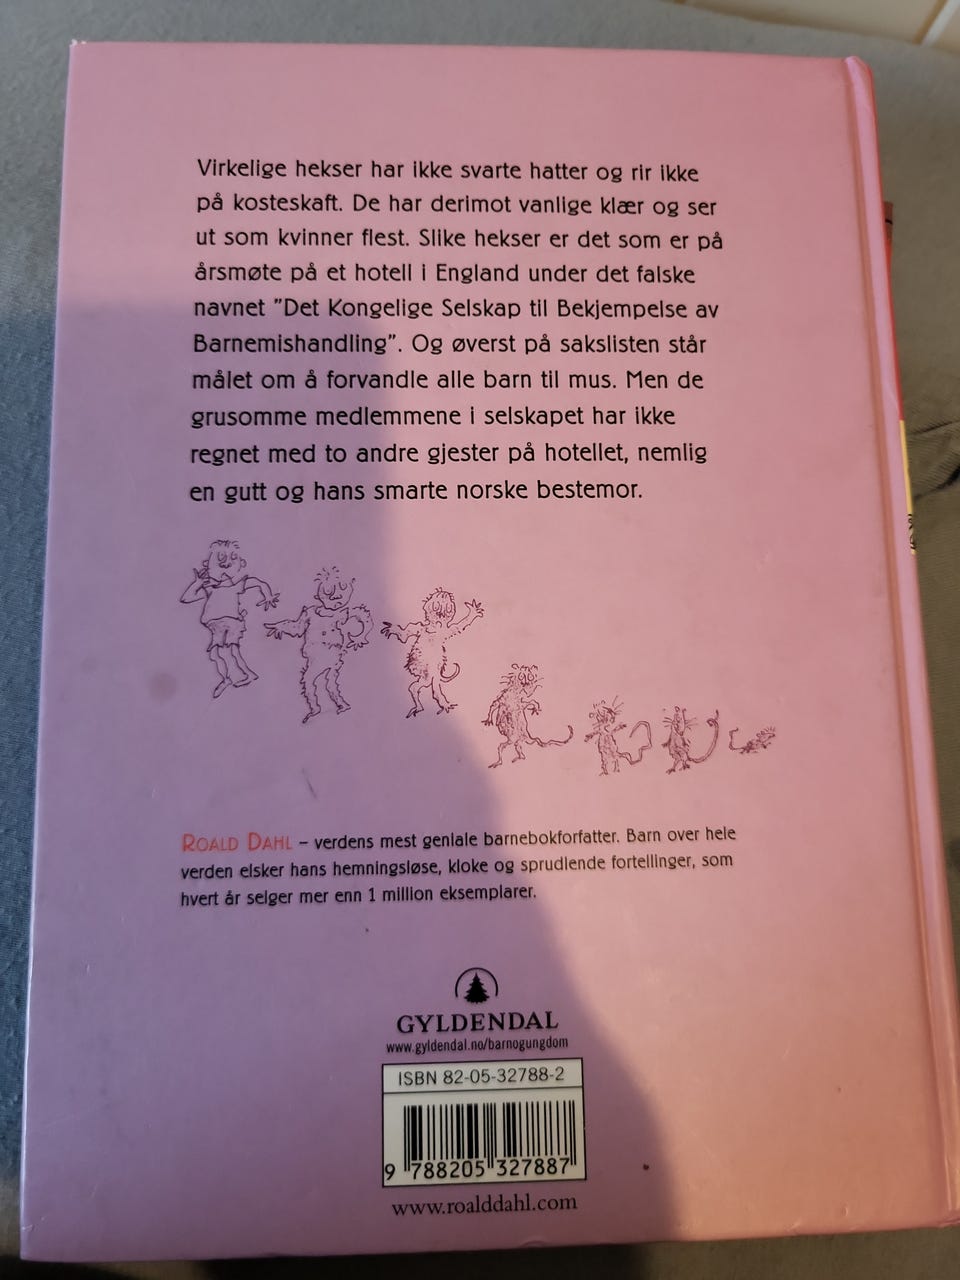 Virkelige hekser har ikke svarte hatter og rir ikke
på kosteskaft. De har derimot vanlige klær og ser
ut som kvinner flest. Slike hekser er det som er på
årsmøte på et hotell i England under det falske
navnet "Det Kongelige Selskap til Bekjempelse av
Barnemishandling". Og øverst på sakslisten står
målet om å forvandle alle barn til mus. Men de
grusomme medlemmene i selskapet har ikke
regnet med to andre gjester på hotellet, nemlig
en gutt og hans smarte norske bestemor.
ROALD DAHL – verdens mest geniale barnebokforfatter. Barn over hele
verden elsker hans hemningsløse, kloke og sprudlende fortellinger, som
hvert år selger mer enn 1 million eksemplarer.
GYLDENDAL
www.gyldendal.no/barnogungdom
ISBN 82-05-32788-2
9 788205 327887
www.roalddahl.com